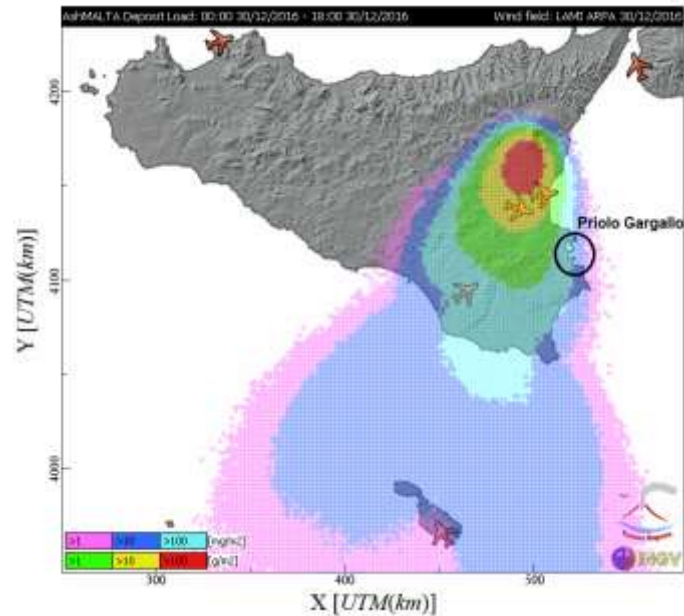 AshMALTA Deposit Load: 00:00 30/12/2016 - 18:00 30/12/2016 Wind field: LAMI ARPA 30/12/2016
4200
Priolo Gargallo
Y [UTM(km)]
4100
4000
>1 >10 >100 [mg/m2]
>1 >10 >100 [g/m2]
INGV
300 400 500
X [UTM(km)]